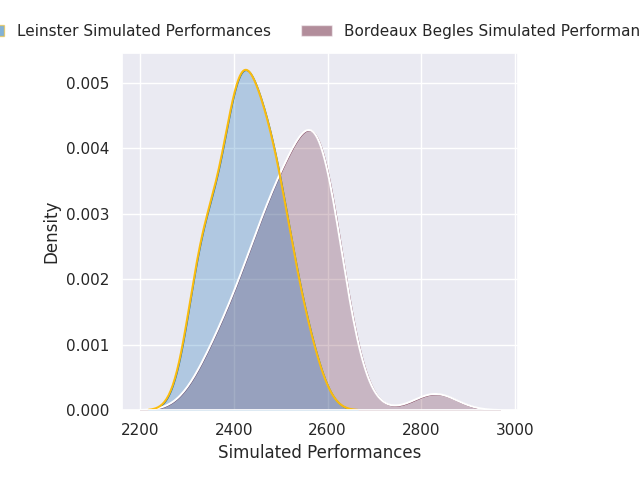 Leinster Simulated Performances
Bordeaux Begles Simulated Performan
0.005
0.004
0.003
0.002
0.001
0.000
Density
2200 2400 2600 2800 3000
Simulated Performances